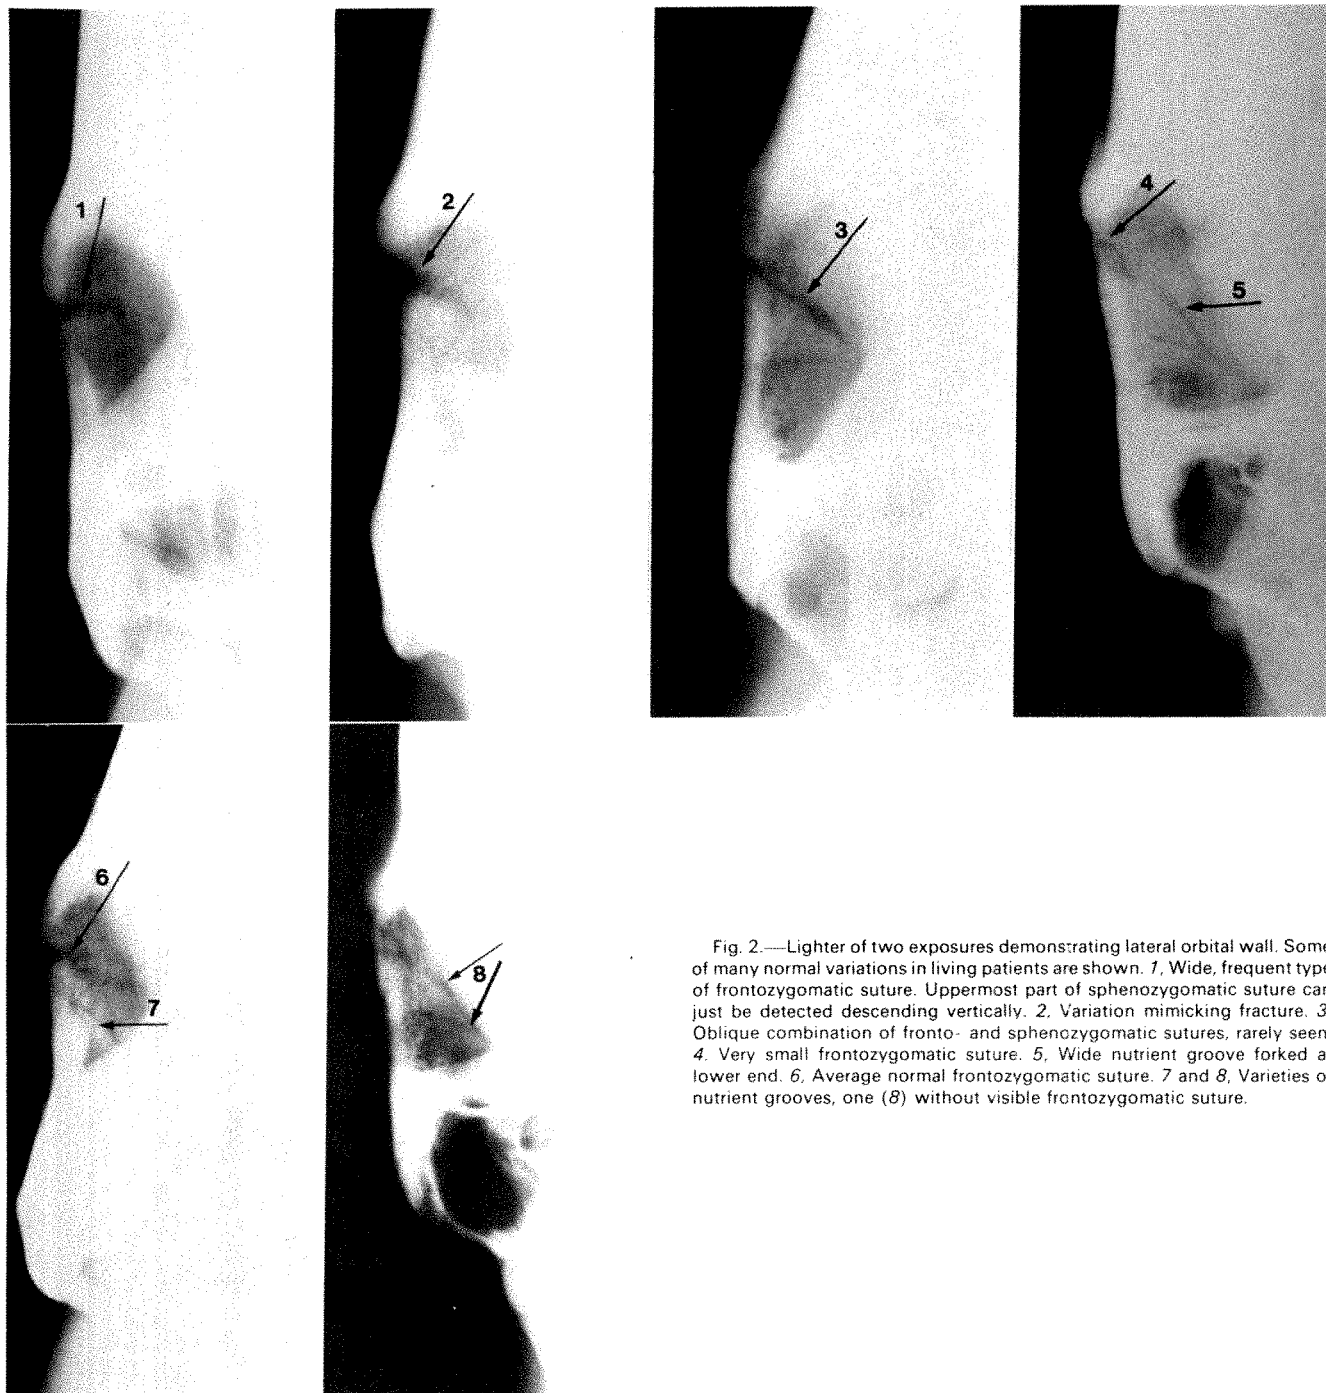 1
2
3
4
5
6
7
8
Fig. 2.—Lighter of two exposures demonstrating lateral orbital wall. Some
of many normal variations in living patients are shown. 1, Wide, frequent type
of frontozygomatic suture. Uppermost part of sphenozygomatic suture can
just be detected descending vertically. 2, Variation mimicking fracture. 3
Oblique combination of fronto- and sphenozygomatic sutures, rarely seen
4. Very small frontozygomatic suture. 5, Wide nutrient groove forked a
lower end. 6, Average normal frontozygomatic suture. 7 and 8, Varieties o
nutrient grooves, one (8) without visible frontozygomatic suture.